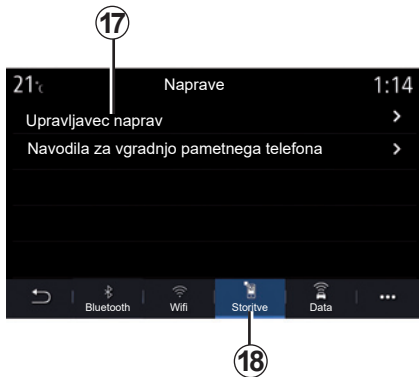 17
21°c Naprave 1:14
Upravljavec naprav
Navodila za vgradnjo pametnega telefona
Bluetooth Wifi Storitve Data
18